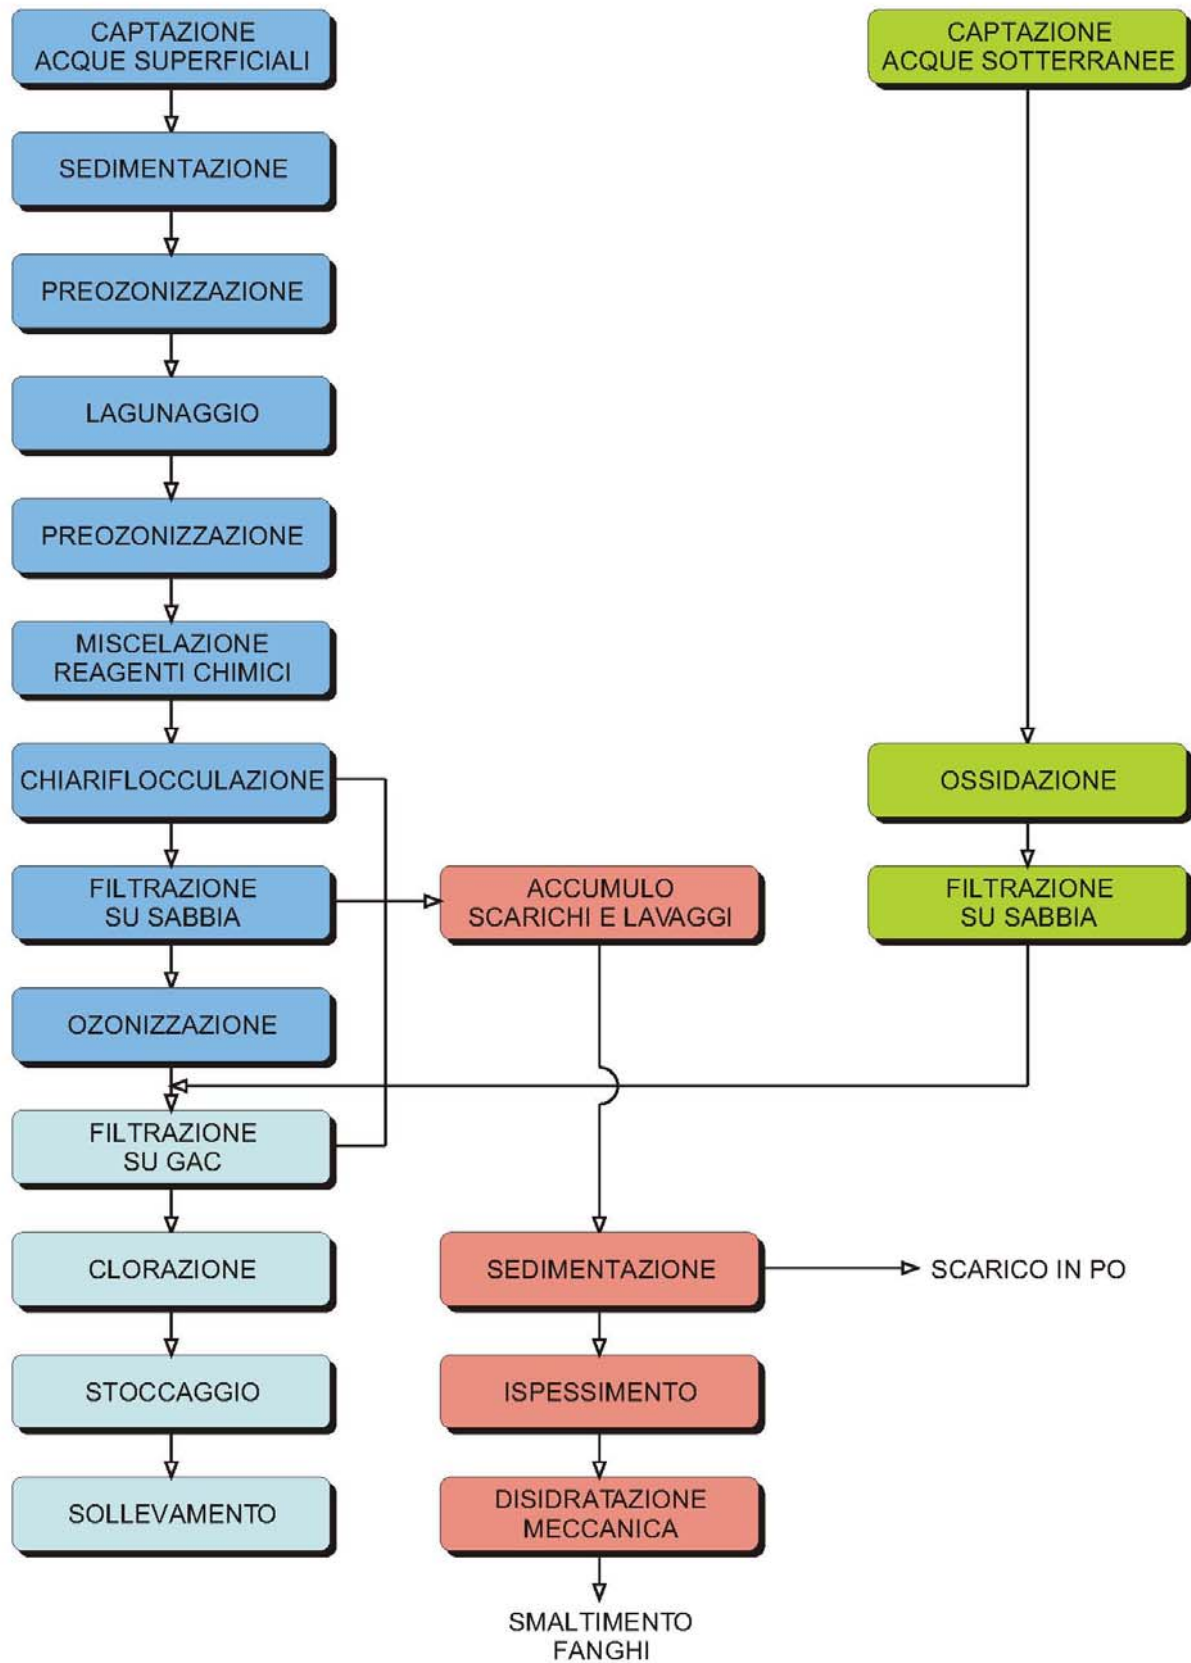 CAPTAZIONE
ACQUE SUPERFICIALI
CAPTAZIONE
ACQUE SOTTERRANEE
SEDIMENTAZIONE
PREOZONIZZAZIONE
LAGUNAGGIO
PREOZONIZZAZIONE
MISCELAZIONE
REAGENTI CHIMICI
CHIARIFLOCCULAZIONE
OSSIDAZIONE
FILTRAZIONE
SU SABBIA
ACCUMULO
SCARICHI E LAVAGGI
FILTRAZIONE
SU SABBIA
OZONIZZAZIONE
FILTRAZIONE
SU GAC
CLORAZIONE
SEDIMENTAZIONE
SCARICO IN PO
STOCCAGGIO
ISPESSIMENTO
SOLLEVAMENTO
DISIDRATAZIONE
MECCANICA
SMALTIMENTO
FANGHI